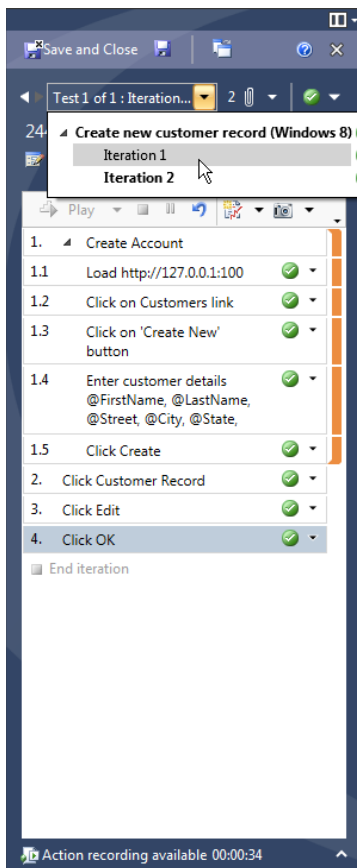 Save and Close
Test 1 of 1 : Iteration... 2
24
Create new customer record (Windows 8)
Iteration 1
Iteration 2
Play
1. Create Account
1.1 Load http://127.0.0.1:100
1.2 Click on Customers link
1.3 Click on 'Create New'
button
1.4 Enter customer details
@FirstName, @LastName,
@Street, @City, @State,
1.5 Click Create
2. Click Customer Record
3. Click Edit
4. Click OK
End iteration
Action recording available 00:00:34